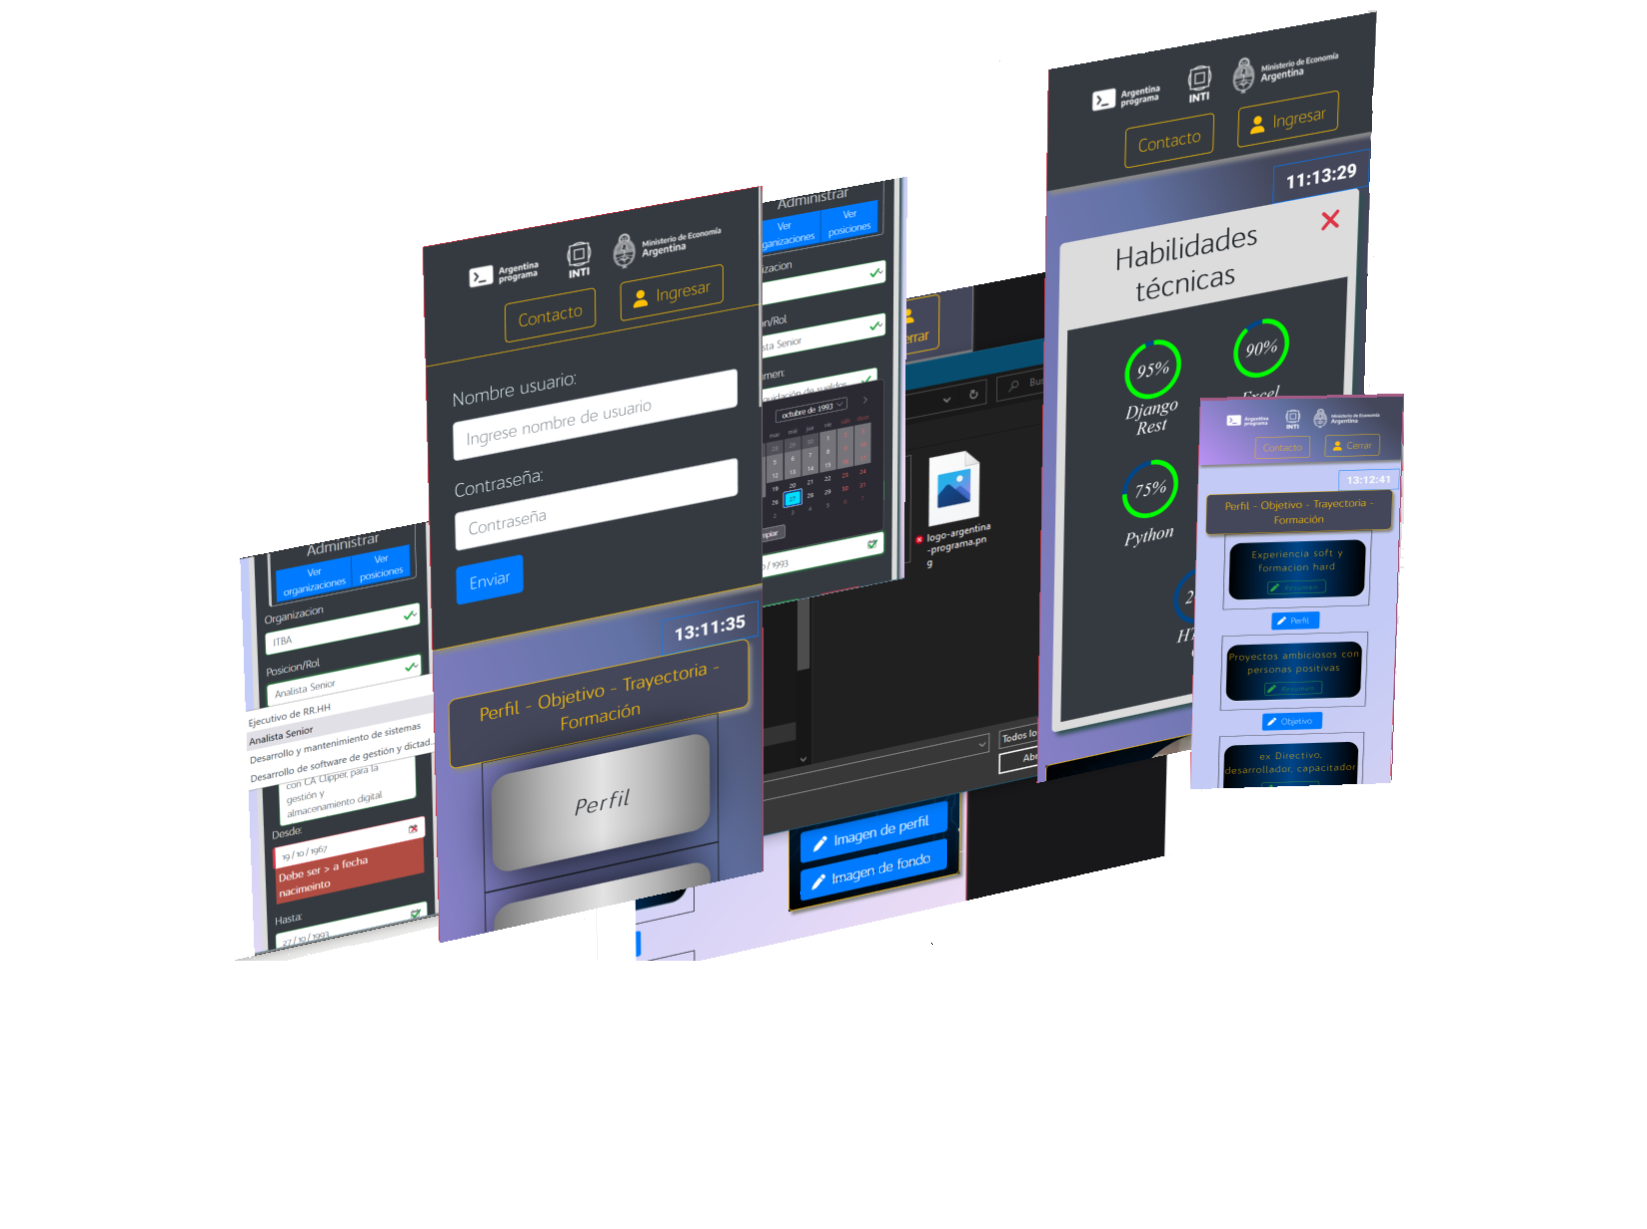 Administrar
Ver
organizaciones
Ver
posiciones
Organizacion
ITBA
Posicion/Rol
Analista Senior
Ejecutivo de RR.HH
Analista Senior
Desarrollo y mantenimiento de sistemas
Desarrollo de software de gestión y dictad...
con CA Clipper, para la
gestión y
almacenamiento digital
Desde:
19/10/1967
Debe ser > a fecha
nacimeinto
Hasta:
27/10/1993
Argentina
programa
INTI
Ministerio de Economía
Argentina
Contacto
Ingresar
Nombre usuario:
Ingrese nombre de usuario
Contraseña:
Contraseña
Enviar
13:11:35
Perfil - Objetivo - Trayectoria -
Formación
Perfil
Administrar
Ver
Ver
posiciones
Senior
octubre de 1993
logo-argentina
-programa.pn
g
Todos lo
Imagen de perfil
Imagen de fondo
Argentina
programa
INTI
Ministerio de Economía
Argentina
Contacto
Ingresar
11:13:29
Habilidades
técnicas
95%
Django
Rest
90%
Excel
75%
Python
Argentina
programa
INTI
Ministerio de Economía
Argentina
Contacto
Cerrar
13:12:41
Perfil - Objetivo - Trayectoria -
Formación
Experiencia soft y
formacion hard
Resumen
Perfil
Proyectos ambiciosos con
personas positivas
Resumen
Objetivo
ex Directivo,
desarrollador, capacitador